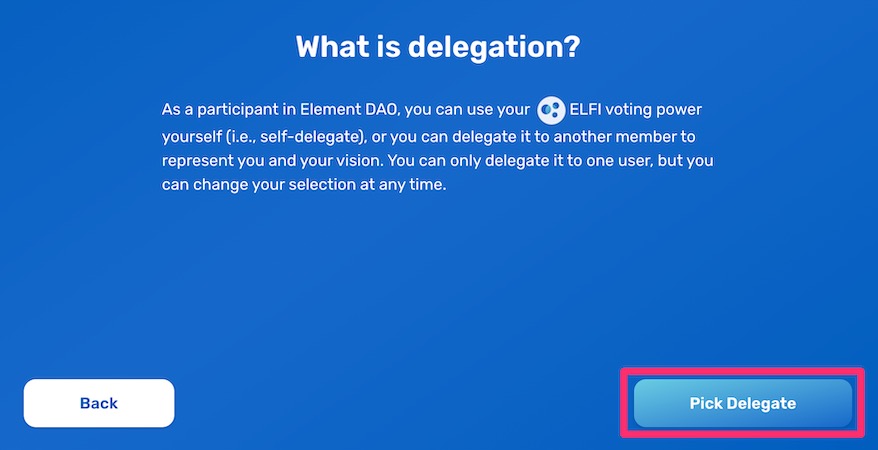 What is delegation?
As a participant in Element DAO, you can use your ELFI voting power
yourself (i.e., self-delegate), or you can delegate it to another member to
represent you and your vision. You can only delegate it to one user, but you
can change your selection at any time.
Back
Pick Delegate